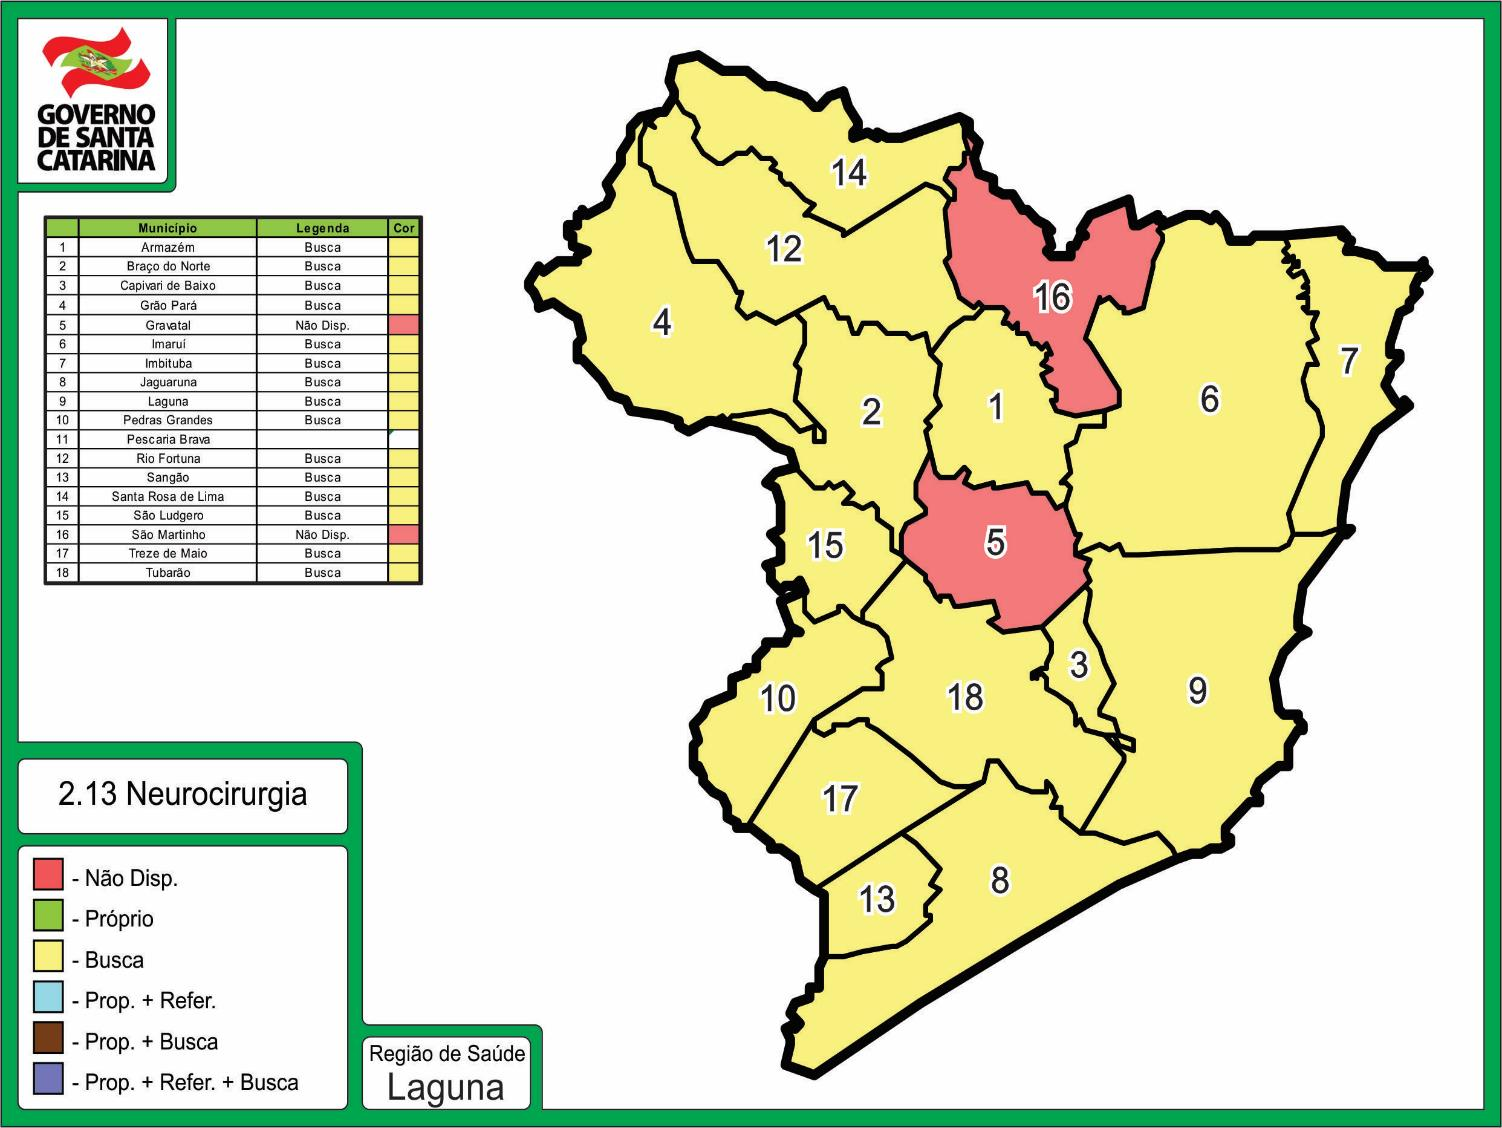 GOVERNO
DE SANTA
CATARINA
Município Legenda Cor
1 Armazém Busca
2 Braço do Norte Busca
3 Capivari de Baixo Busca
4 Grão Pará Busca
5 Gravatal Não Disp.
6 Imaruí Busca
7 Imbituba Busca
8 Jaguaruna Busca
9 Laguna Busca
10 Pedras Grandes Busca
11 Pescaria Brava
12 Rio Fortuna Busca
13 Sangão Busca
14 Santa Rosa de Lima Busca
15 São Ludgero Busca
16 São Martinho Não Disp.
17 Treze de Maio Busca
18 Tubarão Busca
14
12
16
4
7
6
2
1
15
5
3
10
18
9
17
8
13
2.13 Neurocirurgia
- Não Disp.
- Próprio
- Busca
- Prop. + Refer.
- Prop. + Busca
- Prop. + Refer. + Busca
Região de Saúde
Laguna